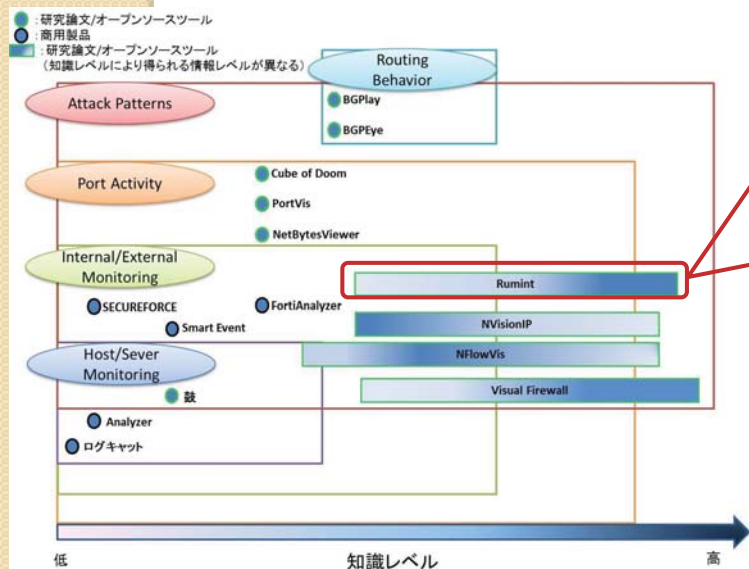 :研究論文/オープンソースツール
:商用製品
:研究論文/オープンソースツール
(知識レベルにより得られる情報レベルが異なる)
Routing
Behavior
Attack Patterns
BGPlay
BGPEye
Port Activity
Cube of Doom
PortVis
NetBytesViewer
Internal/External
Monitoring
Rumint
SECUREFORCE
FortiAnalyzer
Smart Event
NVisionIP
Host/Sever
Monitoring
NFlowVis
鼓
Visual Firewall
Analyzer
ログキャット
低
知識レベル
高